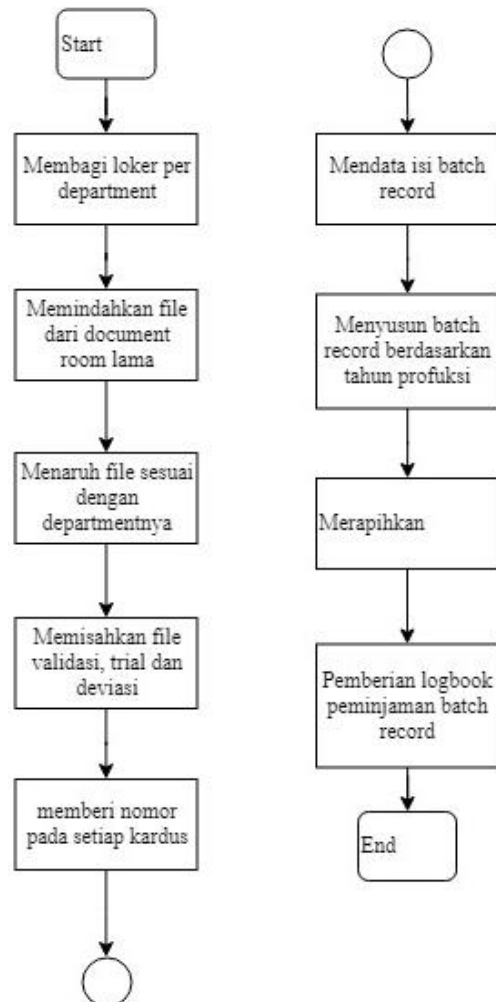 Start
Membagi loker per
department
Memindahkan file
dari document
room lama
Menaruh file sesuai
dengan
departmentnya
Memisahkan file
validasi, trial dan
deviasi
memberi nomor
pada setiap kardus
Mendata isi batch
record
Menyusun batch
record berdasarkan
tahun profuksi
Merapihkan
Pemberian logbook
peminjaman batch
record
End